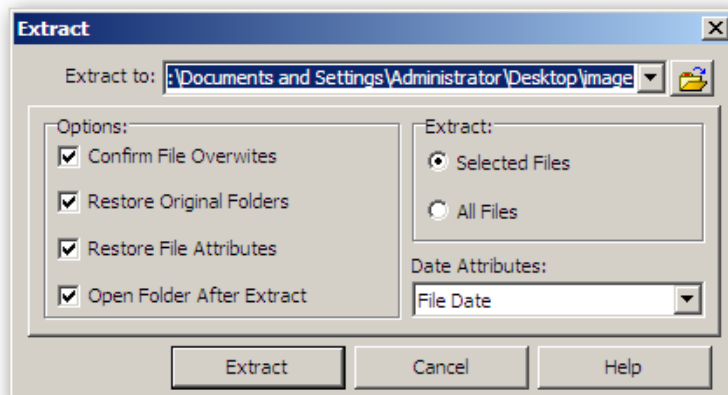 Extract
Extract to: :\Documents and Settings\Administrator\Desktop\image
Options:
Confirm File Overwites
Restore Original Folders
Restore File Attributes
Open Folder After Extract
Extract:
Selected Files
All Files
Date Attributes:
File Date
Extract Cancel Help